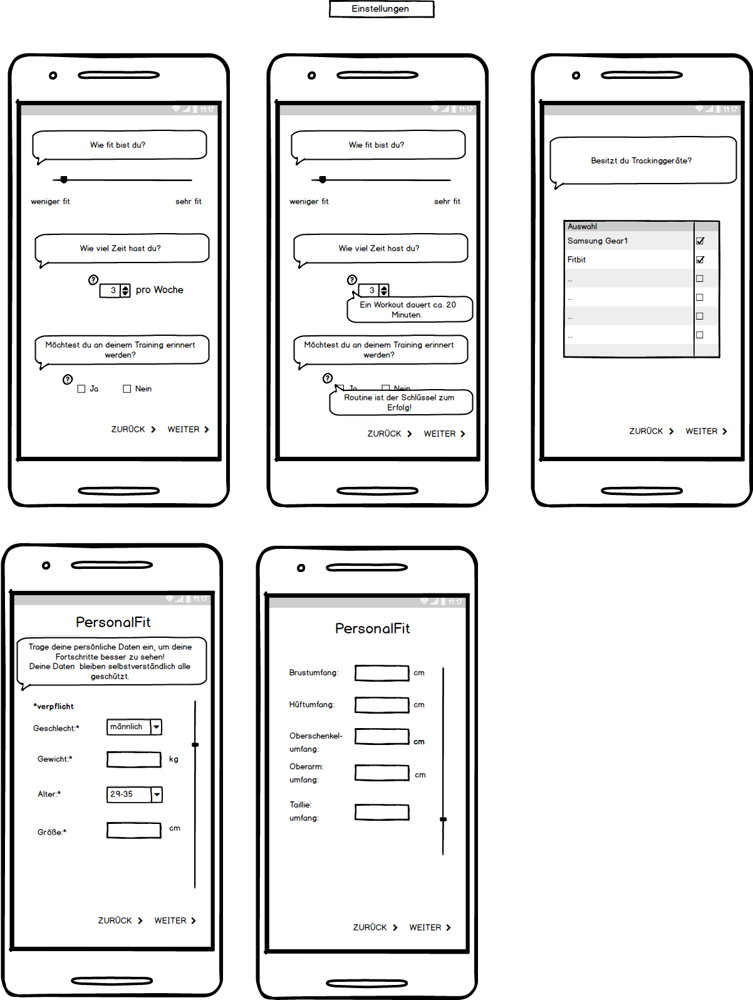 Einstellungen
11:17
Wie fit bist du?
weniger fit
sehr fit
Wie viel Zeit hast du?
?
3
pro Woche
Möchtest du an deinem Training erinnert
werden?
?
Ja
Nein
ZURÜCK
WEITER
11:17
Wie fit bist du?
weniger fit
sehr fit
Wie viel Zeit hast du?
?
3
Ein Workout dauert ca. 20
Minuten.
Möchtest du an deinem Training erinnert
werden?
?
Ja
Nein
Routine ist der Schlüssel zum
Erfolg!
ZURÜCK
WEITER
11:17
Besitzt du Trackinggeräte?
Auswahl
Samsung Gear1
Fitbit
...
...
...
...
ZURÜCK
WEITER
11:17
PersonalFit
Trage deine persönliche Daten ein, um deine
Fortschritte besser zu sehen!
Deine Daten bleiben selbstverständlich alle
geschützt.
*verpflicht
Geschlecht:*
männlich
Gewicht:*
kg
Alter:*
29-35
Größe:*
cm
ZURÜCK
WEITER
11:17
PersonalFit
Brustumfang:
cm
Hüftumfang:
cm
Oberschenkel-
umfang:
cm
Oberarm:
umfang:
cm
Taillie:
umfang:
ZURÜCK
WEITER